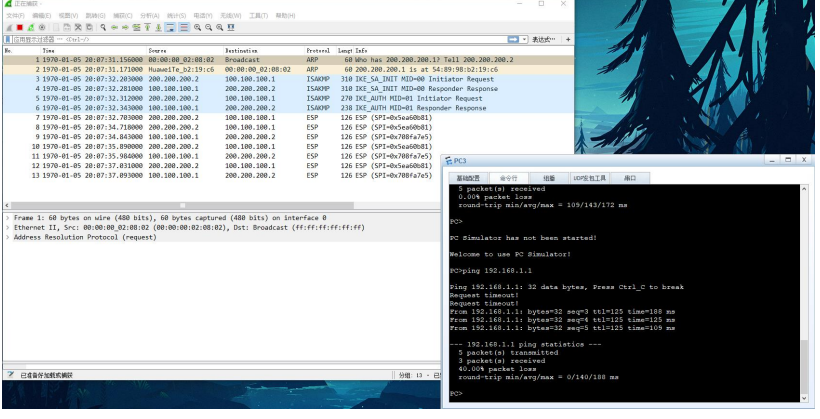 正在捕获 -
文件(F) 编辑(E) 视图(V) 跳转(G) 捕获(C) 分析(A) 统计(S) 电话(Y) 无线(W) 工具(T) 帮助(H)
应用显示过滤器 … <Ctrl-/> 表达式… +
No. Time Source Destination Protocol Lengt Info
1 1970-01-05 20:07:31.156000 00:00:00_02:08:02 Broadcast ARP 60 Who has 200.200.200.1? Tell 200.200.200.2
2 1970-01-05 20:07:31.171000 HuaweiTe_b2:19:c6 00:00:00_02:08:02 ARP 60 200.200.200.1 is at 54:89:98:b2:19:c6
3 1970-01-05 20:07:32.203000 200.200.200.2 100.100.100.1 ISAKMP 310 IKE_SA_INIT MID=00 Initiator Request
4 1970-01-05 20:07:32.281000 100.100.100.1 200.200.200.2 ISAKMP 310 IKE_SA_INIT MID=00 Responder Response
5 1970-01-05 20:07:32.312000 200.200.200.2 100.100.100.1 ISAKMP 270 IKE_AUTH MID=01 Initiator Request
6 1970-01-05 20:07:32.343000 100.100.100.1 200.200.200.2 ISAKMP 238 IKE_AUTH MID=01 Responder Response
7 1970-01-05 20:07:32.703000 200.200.200.2 100.100.100.1 ESP 126 ESP (SPI=0x5ea60b81)
8 1970-01-05 20:07:34.718000 200.200.200.2 100.100.100.1 ESP 126 ESP (SPI=0x5ea60b81)
9 1970-01-05 20:07:34.843000 100.100.100.1 200.200.200.2 ESP 126 ESP (SPI=0x708fa7e5)
10 1970-01-05 20:07:35.890000 200.200.200.2 100.100.100.1 ESP 126 ESP (SPI=0x5ea60b81)
11 1970-01-05 20:07:35.984000 100.100.100.1 200.200.200.2 ESP 126 ESP (SPI=0x708fa7e5)
12 1970-01-05 20:07:37.031000 200.200.200.2 100.100.100.1 ESP 126 ESP (SPI=0x5ea60b81)
13 1970-01-05 20:07:37.093000 100.100.100.1 200.200.200.2 ESP 126 ESP (SPI=0x708fa7e5)
Frame 1: 60 bytes on wire (480 bits), 60 bytes captured (480 bits) on interface 0
Ethernet II, Src: 00:00:00_02:08:02 (00:00:00:02:08:02), Dst: Broadcast (ff:ff:ff:ff:ff:ff)
Address Resolution Protocol (request)
已准备好加载或捕获 分组: 13 ·
PC3
基础配置 命令行 组播 UDP发包工具 串口
5 packet(s) received
0.00% packet loss
round-trip min/avg/max = 109/143/172 ms
PC>
PC Simulator has not been started!
Welcome to use PC Simulator!
PC>ping 192.168.1.1
Ping 192.168.1.1: 32 data bytes, Press Ctrl_C to break
Request timeout!
Request timeout!
From 192.168.1.1: bytes=32 seq=3 ttl=125 time=188 ms
From 192.168.1.1: bytes=32 seq=4 ttl=125 time=125 ms
From 192.168.1.1: bytes=32 seq=5 ttl=125 time=109 ms
--- 192.168.1.1 ping statistics ---
5 packet(s) transmitted
3 packet(s) received
40.00% packet loss
round-trip min/avg/max = 0/140/188 ms
PC>